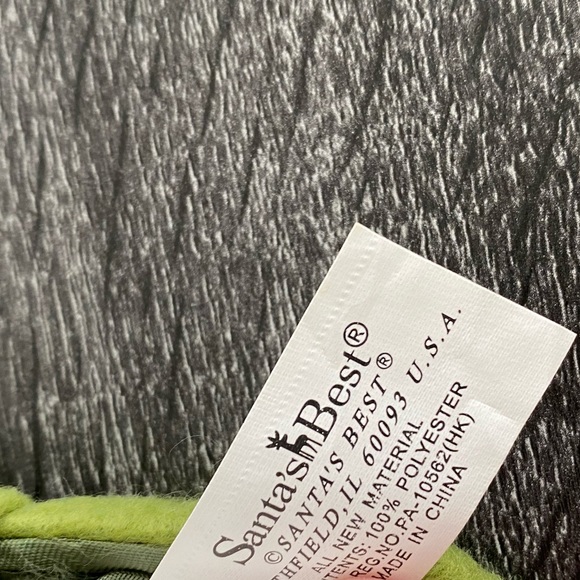 Santa's Best®
© SANTA'S BEST ®
THFIELD, IL 60093 U.S.A.
ALL NEW MATERIAL
TENTS: 100% POLYESTER
REG.NO.PA-10562(HK)
MADE IN CHINA